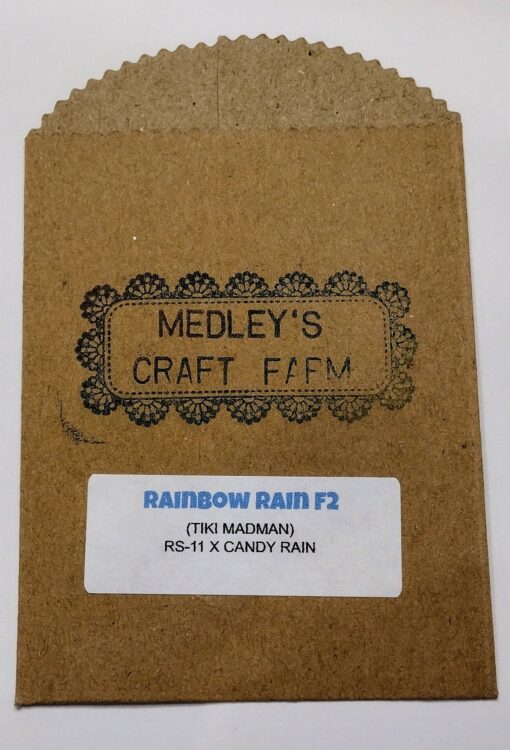 MEDLEY'S
CRAFT FARM
RAINBOW RAIN F2
(TIKI MADMAN)
RS-11 X CANDY RAIN